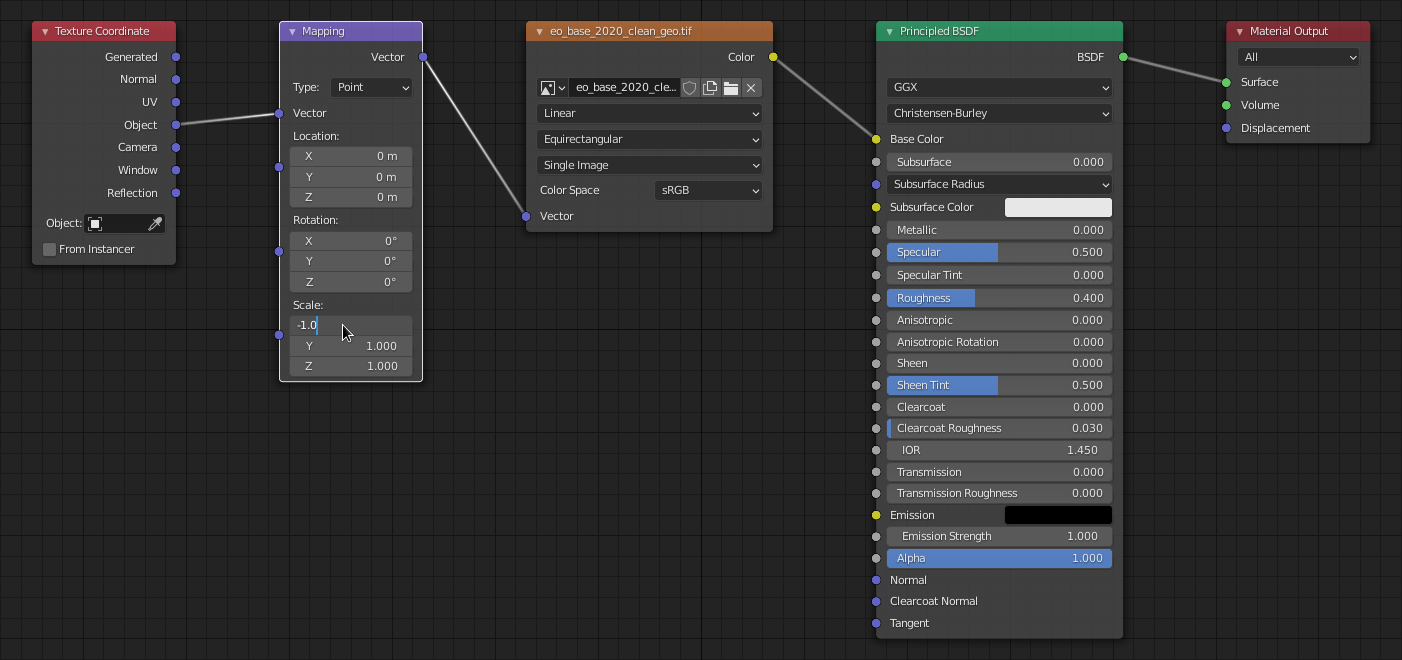 Texture Coordinate
Generated
Normal
UV
Object
Camera
Window
Reflection
Object:
From Instancer
Mapping
Vector
Type: Point
Vector
Location:
X 0 m
Y 0 m
Z 0 m
Rotation:
X 0°
Y 0°
Z 0°
Scale:
-1.0
Y 1.000
Z 1.000
eo_base_2020_clean_geo.tif
Color
eo_base_2020_cle...
Linear
Equirectangular
Single Image
Color Space sRGB
Vector
Principled BSDF
BSDF
GGX
Christensen-Burley
Base Color
Subsurface 0.000
Subsurface Radius
Subsurface Color
Metallic 0.000
Specular 0.500
Specular Tint 0.000
Roughness 0.400
Anisotropic 0.000
Anisotropic Rotation 0.000
Sheen 0.000
Sheen Tint 0.500
Clearcoat 0.000
Clearcoat Roughness 0.030
IOR 1.450
Transmission 0.000
Transmission Roughness 0.000
Emission
Emission Strength 1.000
Alpha 1.000
Normal
Clearcoat Normal
Tangent
Material Output
All
Surface
Volume
Displacement